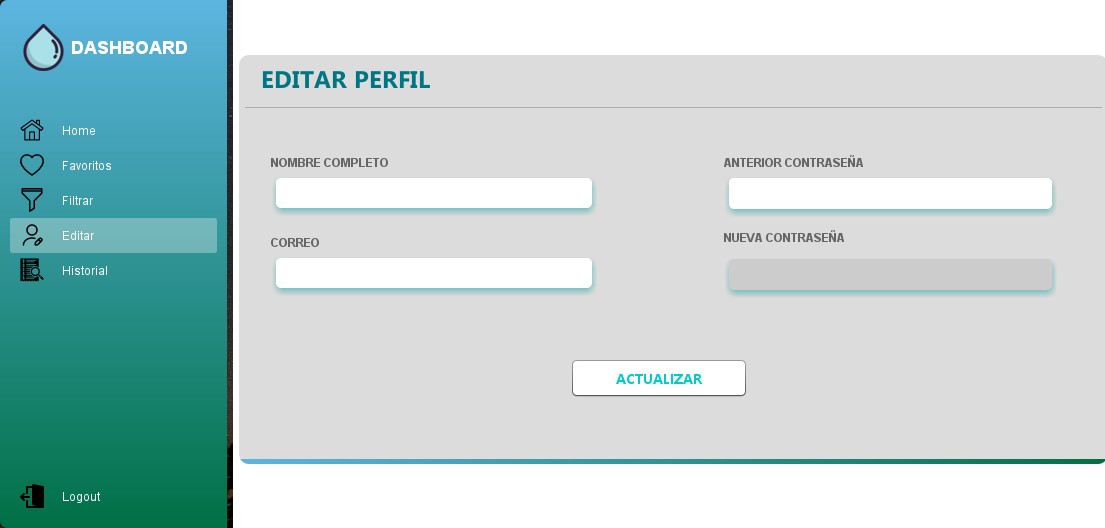 DASHBOARD
Home
Favoritos
Filtrar
Editar
Historial
Logout
EDITAR PERFIL
NOMBRE COMPLETO
ANTERIOR CONTRASEÑA
CORREO
NUEVA CONTRASEÑA
ACTUALIZAR